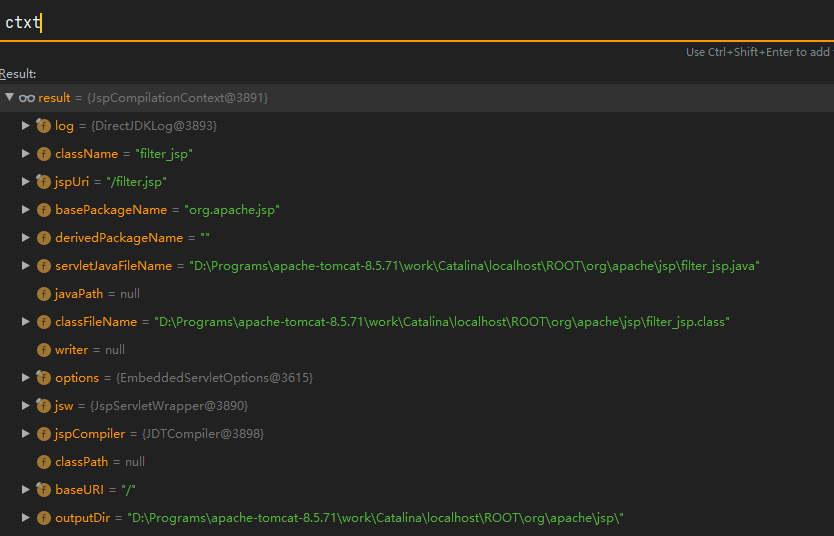 ctxt
Use Ctrl+Shift+Enter to add
Result:
result = {JspCompilationContext@3891}
log = {DirectJDKLog@3893}
className = "filter_jsp"
jspUri = "/filter.jsp"
basePackageName = "org.apache.jsp"
derivedPackageName = ""
servletJavaFileName = "D:\Programs\apache-tomcat-8.5.71\work\Catalina\localhost\ROOT\org\apache\jsp\filter_jsp.java"
javaPath = null
classFileName = "D:\Programs\apache-tomcat-8.5.71\work\Catalina\localhost\ROOT\org\apache\jsp\filter_jsp.class"
writer = null
options = {EmbeddedServletOptions@3615}
jsw = {JspServletWrapper@3890}
jspCompiler = {JDTCompiler@3898}
classPath = null
baseURI = "/"
outputDir = "D:\Programs\apache-tomcat-8.5.71\work\Catalina\localhost\ROOT\org\apache\jsp\"